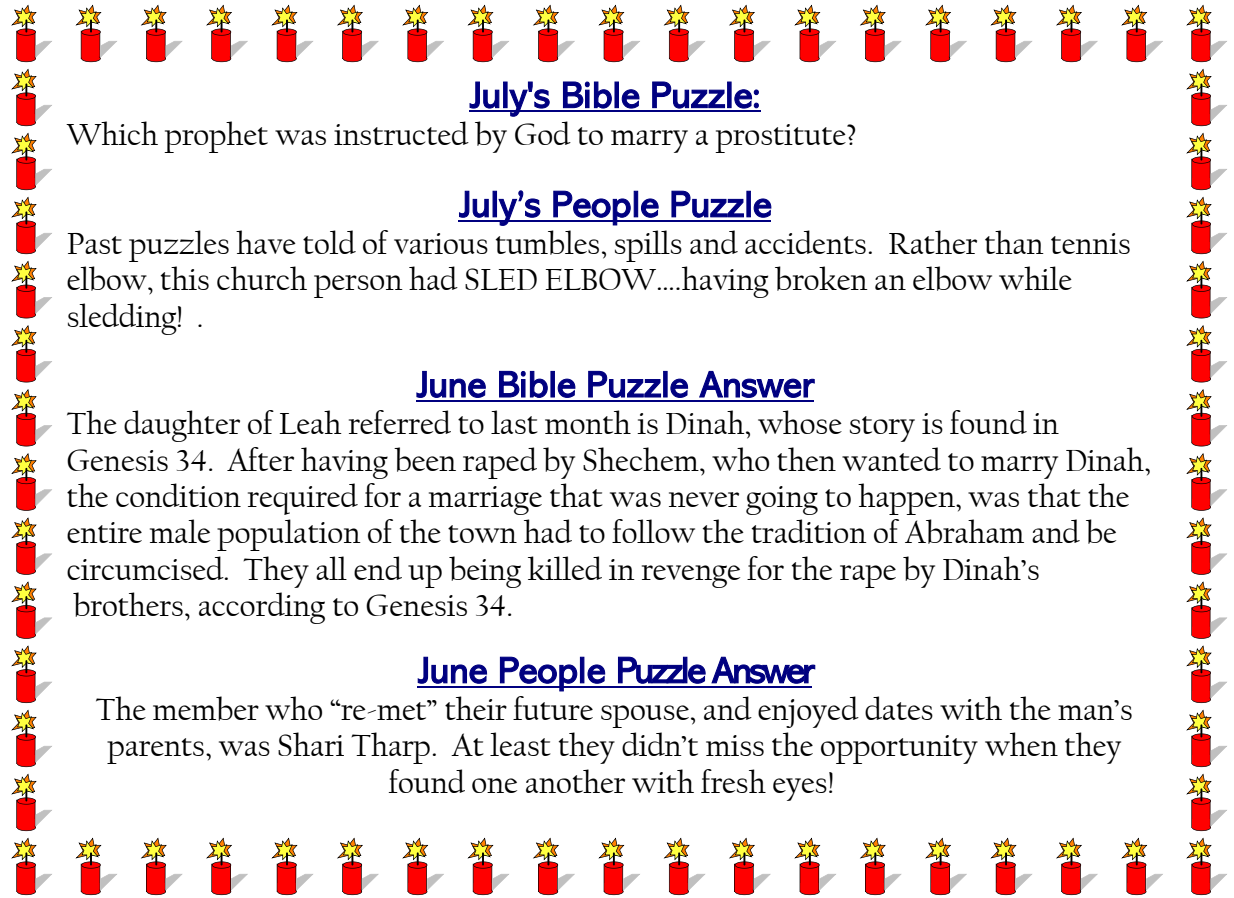 July's Bible Puzzle:
Which prophet was instructed by God to marry a prostitute?
July’s People Puzzle
Past puzzles have told of various tumbles, spills and accidents.  Rather than tennis
elbow, this church person had SLED ELBOW....having broken an elbow while
sledding!  .
June Bible Puzzle Answer
The daughter of Leah referred to last month is Dinah, whose story is found in
Genesis 34.  After having been raped by Shechem, who then wanted to marry Dinah,
the condition required for a marriage that was never going to happen, was that the
entire male population of the town had to follow the tradition of Abraham and be
circumcised.  They all end up being killed in revenge for the rape by Dinah’s
brothers, according to Genesis 34.
June People Puzzle Answer
The member who “re-met” their future spouse, and enjoyed dates with the man’s
parents, was Shari Tharp.  At least they didn’t miss the opportunity when they
found one another with fresh eyes!